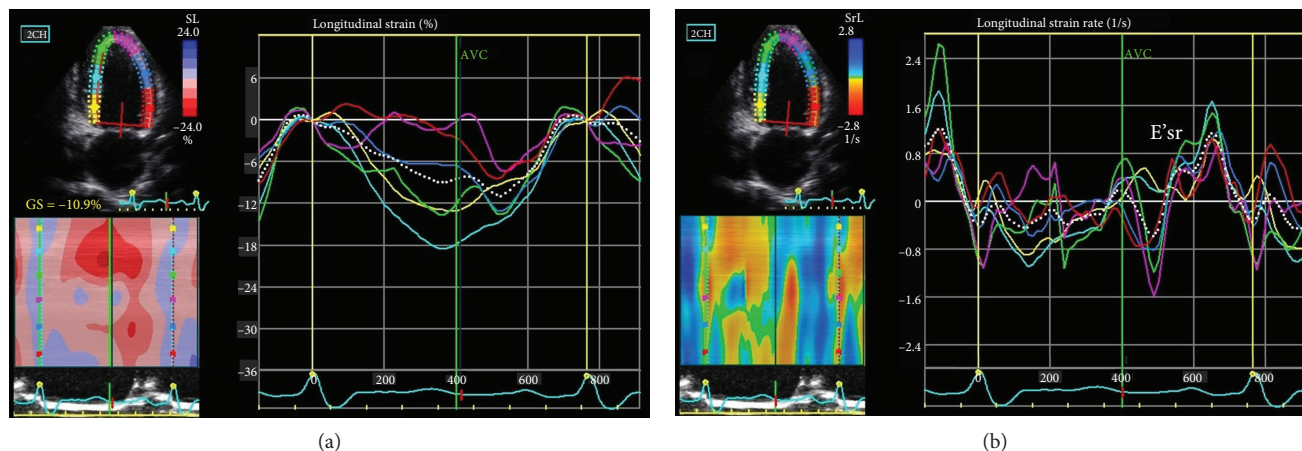 2CH
SL
24.0
−24.0
%
GS = −10.9%
Longitudinal strain (%)
AVC
6
0
−6
−12
−18
−24
−30
−36
0
200
400
600
800
(a)
2CH
SrL
2.8
−2.8
1/s
Longitudinal strain rate (1/s)
AVC
E'sr
2.4
1.6
0.8
0
−0.8
−1.6
−2.4
0
200
400
600
800
(b)